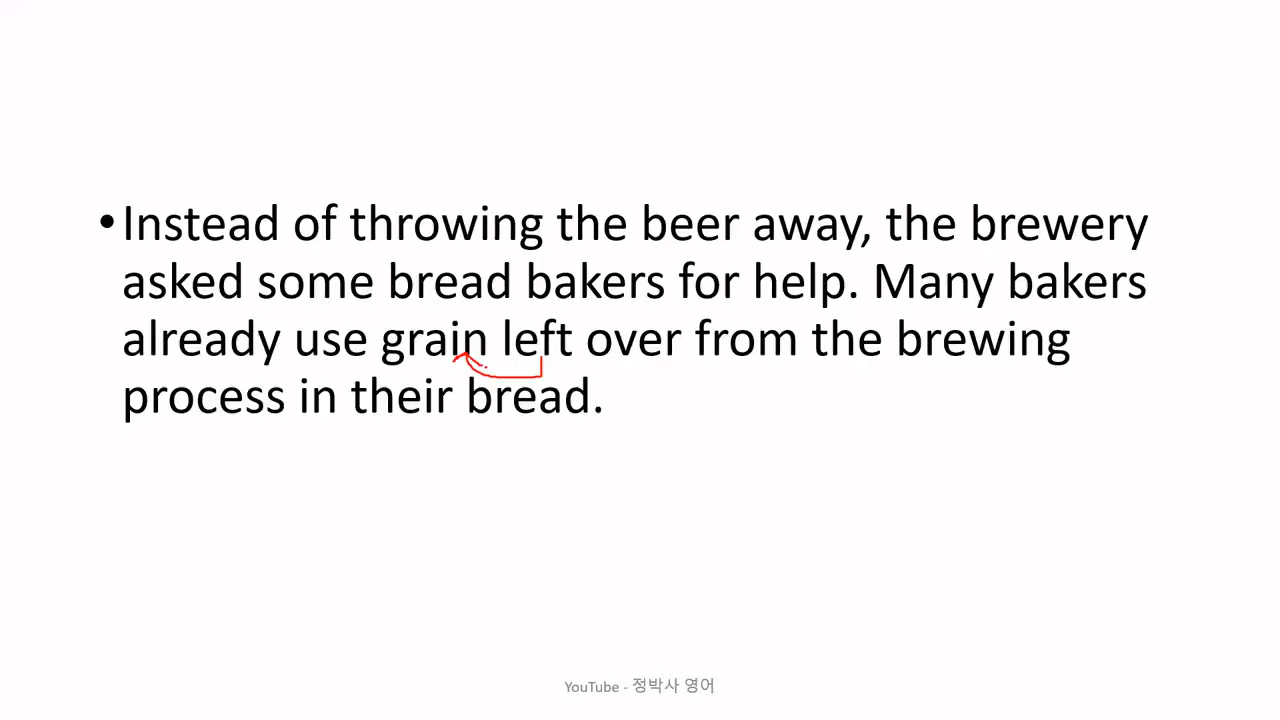 •Instead of throwing the beer away, the brewery
asked some bread bakers for help. Many bakers
already use grain left over from the brewing
process in their bread.
YouTube - 정박사 영어